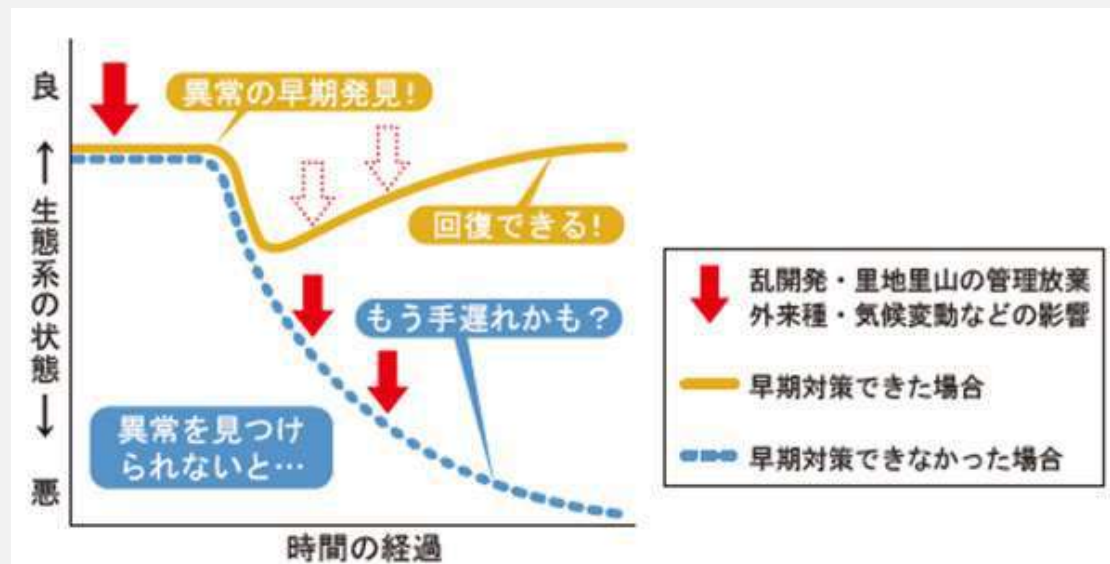 良
↑
生態系の状態
↓
悪
異常の早期発見!
回復できる!
もう手遅れかも?
異常を見つけ
られないと…
時間の経過
乱開発・里地里山の管理放棄
外来種・気候変動などの影響
早期対策できた場合
早期対策できなかった場合